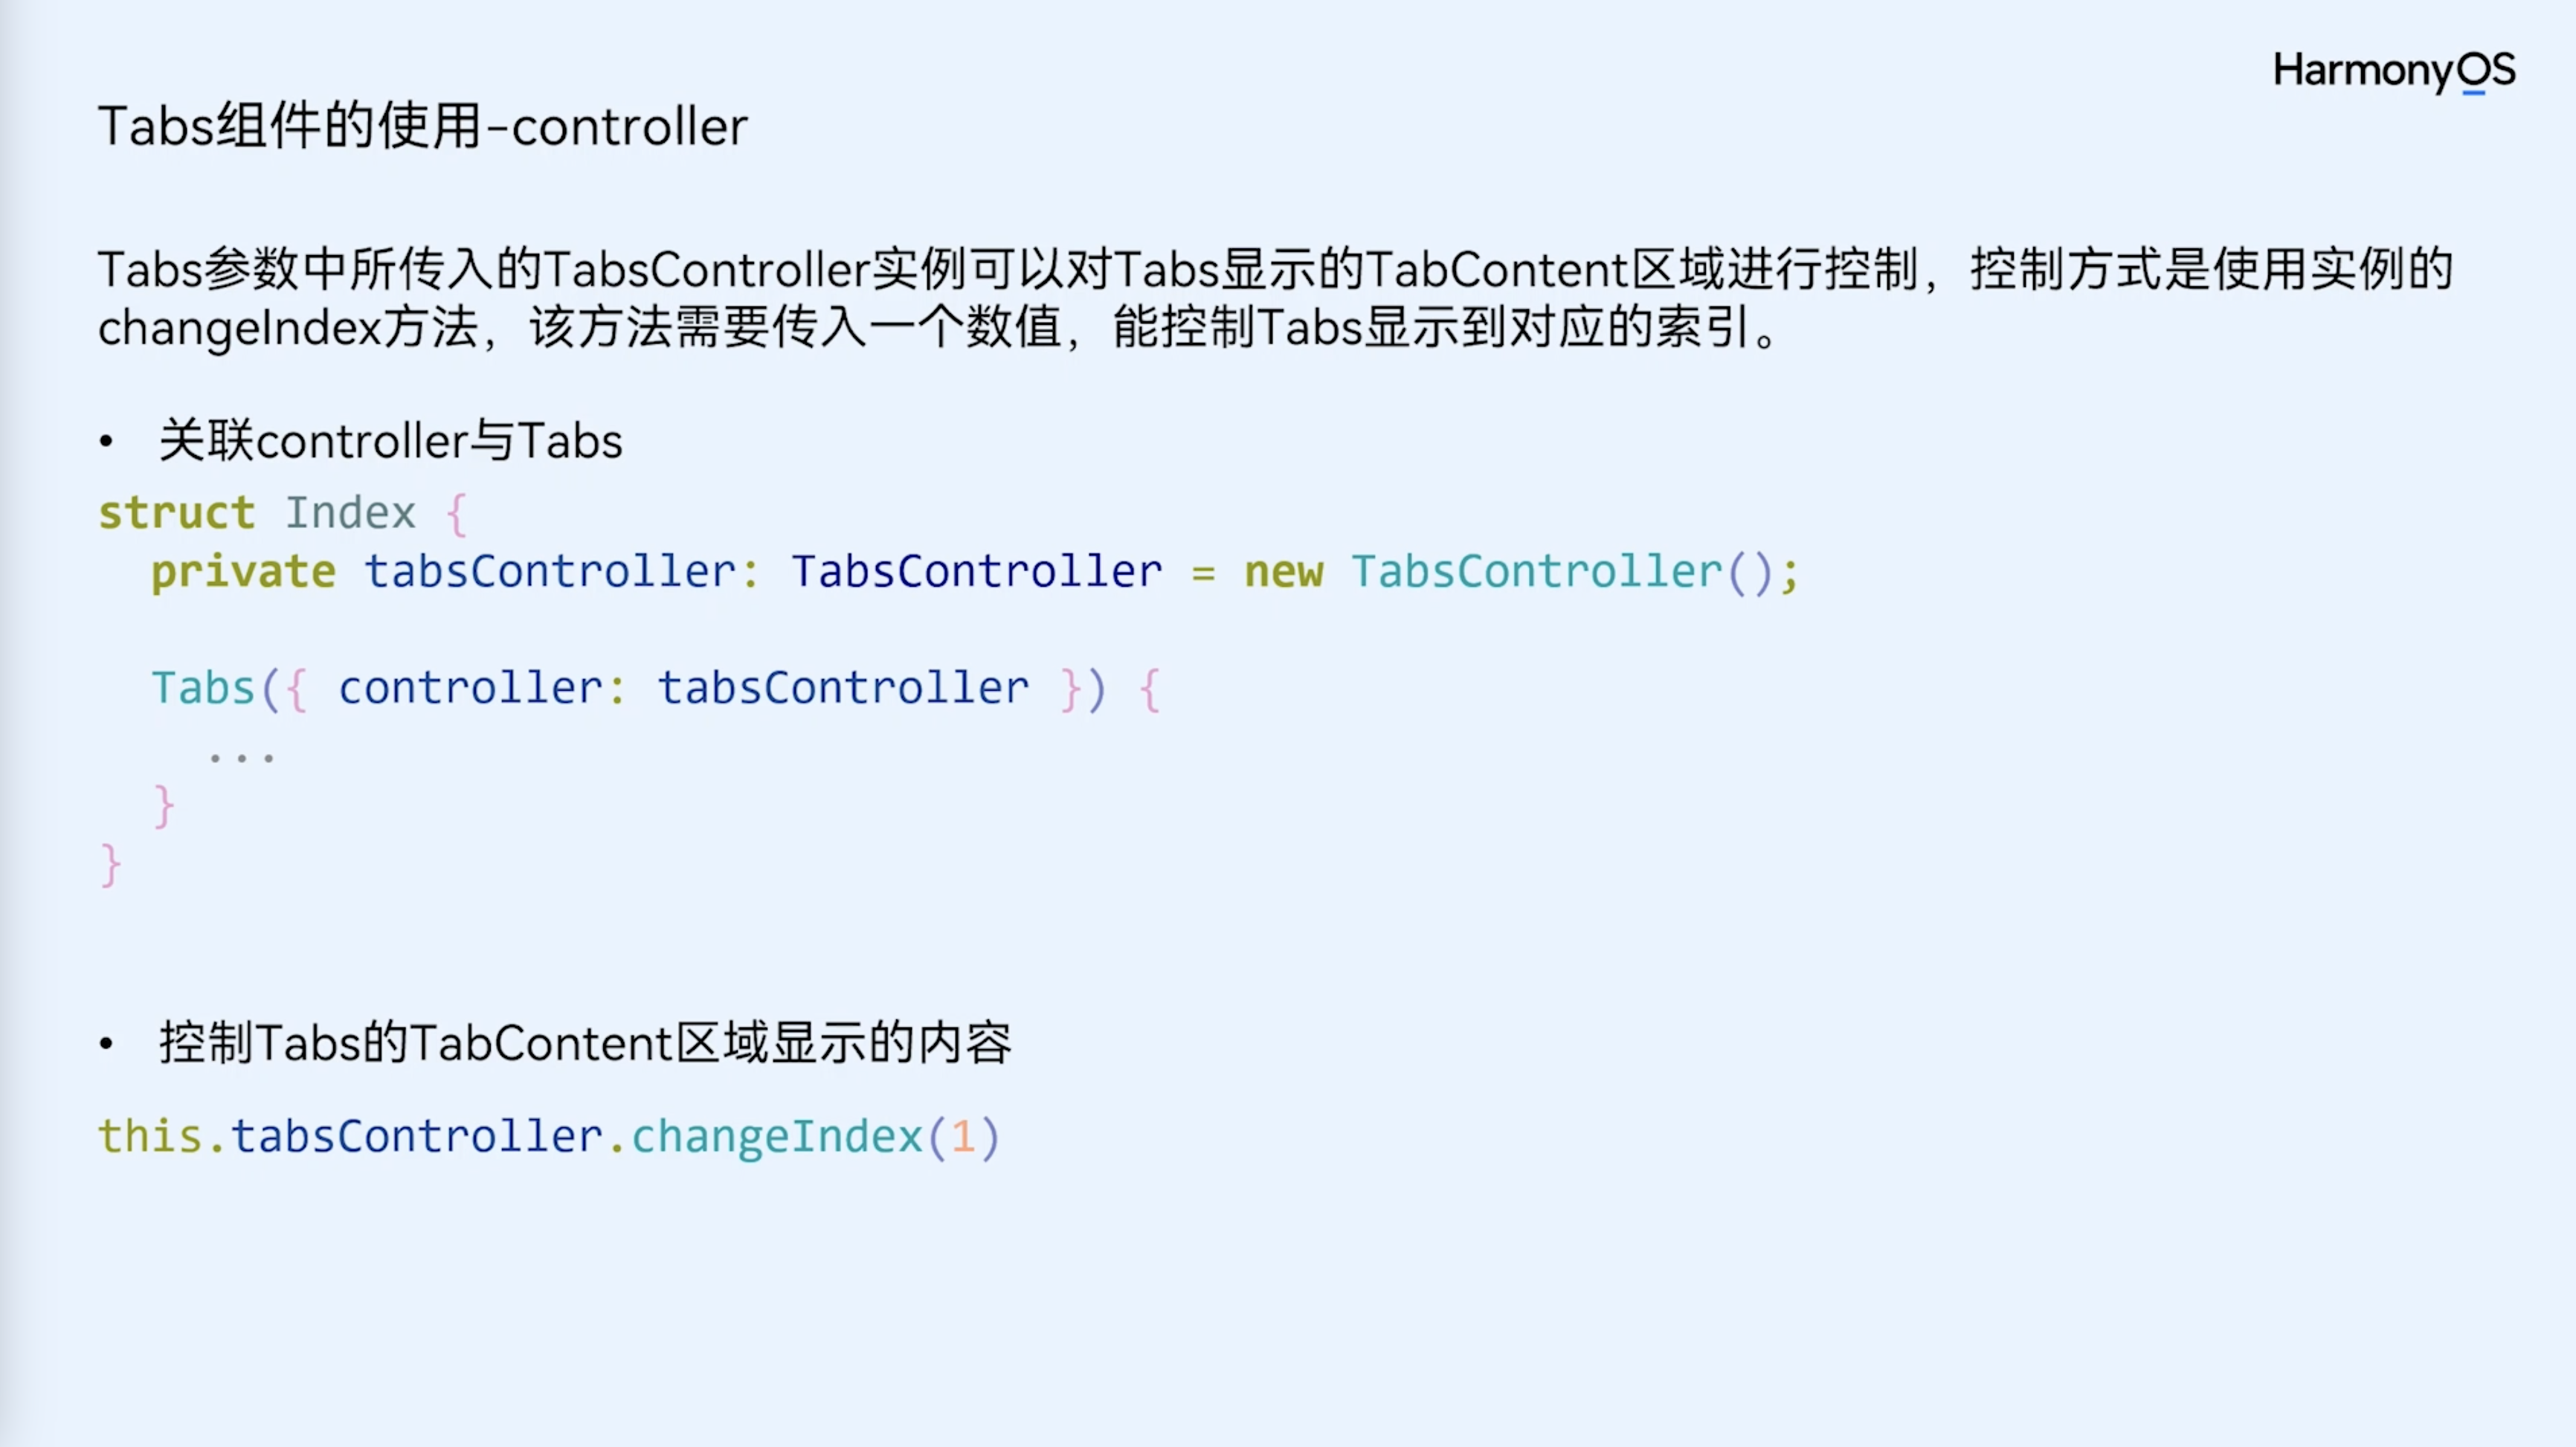 HarmonyOS
Tabs组件的使用-controller
Tabs参数中所传入的TabsController实例可以对Tabs显示的TabContent区域进行控制，控制方式是使用实例的
changeIndex方法，该方法需要传入一个数值，能控制Tabs显示到对应的索引。
• 关联controller与Tabs
struct Index {
  private tabsController: TabsController = new TabsController();
  Tabs({ controller: tabsController }) {
    ...
  }
}
• 控制Tabs的TabContent区域显示的内容
this.tabsController.changeIndex(1)